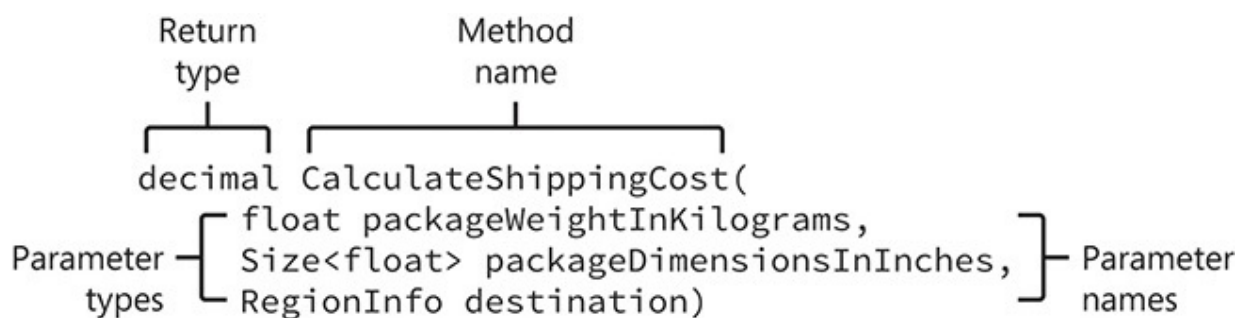 Return
type
Method
name
decimal CalculateShippingCost(
float packageWeightInKilograms,
Size<float> packageDimensionsInInches,
RegionInfo destination)
Parameter
types
Parameter
names